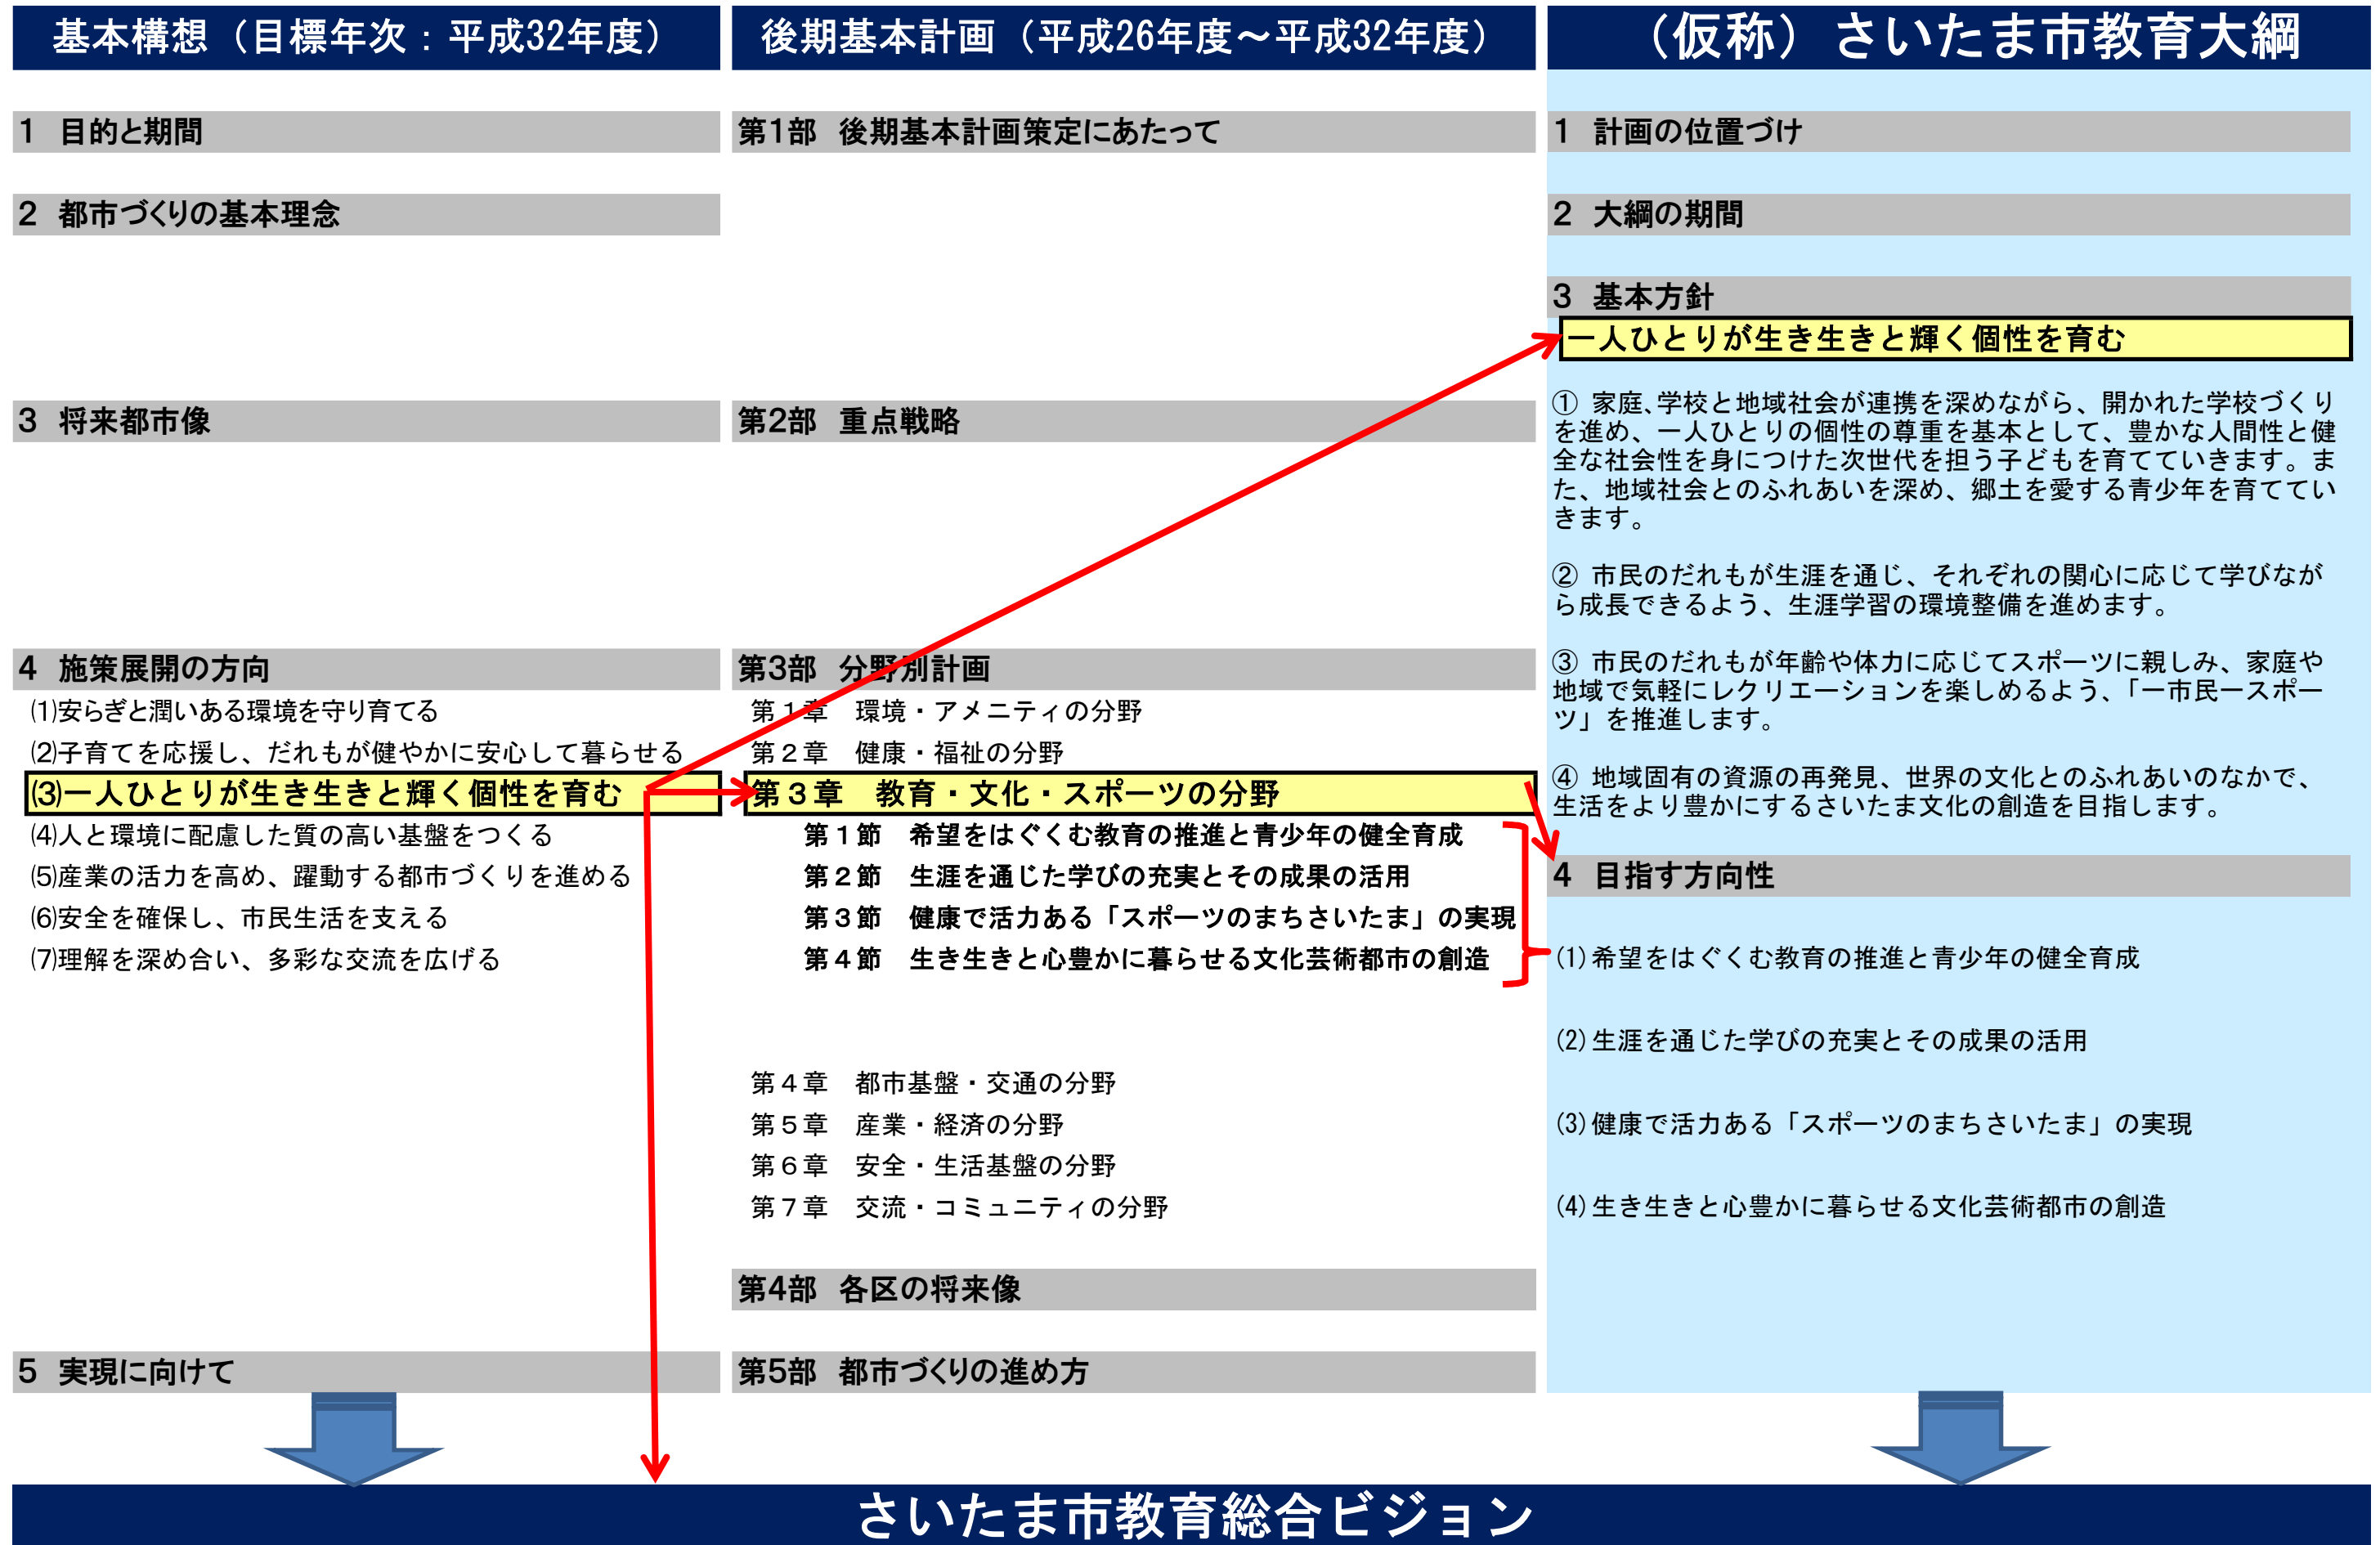 基本構想（目標年次：平成32年度）
1 目的と期間
2 都市づくりの基本理念
3 将来都市像
4 施策展開の方向
⑴安らぎと潤いある環境を守り育てる
⑵子育てを応援し、だれもが健やかに安心して暮らせる
⑶一人ひとりが生き生きと輝く個性を育む
⑷人と環境に配慮した質の高い基盤をつくる
⑸産業の活力を高め、躍動する都市づくりを進める
⑹安全を確保し、市民生活を支える
⑺理解を深め合い、多彩な交流を広げる
5 実現に向けて
後期基本計画（平成26年度～平成32年度）
第1部 後期基本計画策定にあたって
第2部 重点戦略
第3部 分野別計画
第１章 環境・アメニティの分野
第２章 健康・福祉の分野
第３章 教育・文化・スポーツの分野
第１節 希望をはぐくむ教育の推進と青少年の健全育成
第２節 生涯を通じた学びの充実とその成果の活用
第３節 健康で活力ある「スポーツのまちさいたま」の実現
第４節 生き生きと心豊かに暮らせる文化芸術都市の創造
第４章 都市基盤・交通の分野
第５章 産業・経済の分野
第６章 安全・生活基盤の分野
第７章 交流・コミュニティの分野
第4部 各区の将来像
第5部 都市づくりの進め方
（仮称）さいたま市教育大綱
1 計画の位置づけ
2 大綱の期間
3 基本方針
一人ひとりが生き生きと輝く個性を育む
① 家庭、学校と地域社会が連携を深めながら、開かれた学校づくり
を進め、一人ひとりの個性の尊重を基本として、豊かな人間性と健
全な社会性を身につけた次世代を担う子どもを育てていきます。ま
た、地域社会とのふれあいを深め、郷土を愛する青少年を育ててい
きます。
② 市民のだれもが生涯を通じ、それぞれの関心に応じて学びなが
ら成長できるよう、生涯学習の環境整備を進めます。
③ 市民のだれもが年齢や体力に応じてスポーツに親しみ、家庭や
地域で気軽にレクリエーションを楽しめるよう、「一市民一スポー
ツ」を推進します。
④ 地域固有の資源の再発見、世界の文化とのふれあいのなかで、
生活をより豊かにするさいたま文化の創造を目指します。
4 目指す方向性
(1)希望をはぐくむ教育の推進と青少年の健全育成
(2)生涯を通じた学びの充実とその成果の活用
(3)健康で活力ある「スポーツのまちさいたま」の実現
(4)生き生きと心豊かに暮らせる文化芸術都市の創造
さいたま市教育総合ビジョン